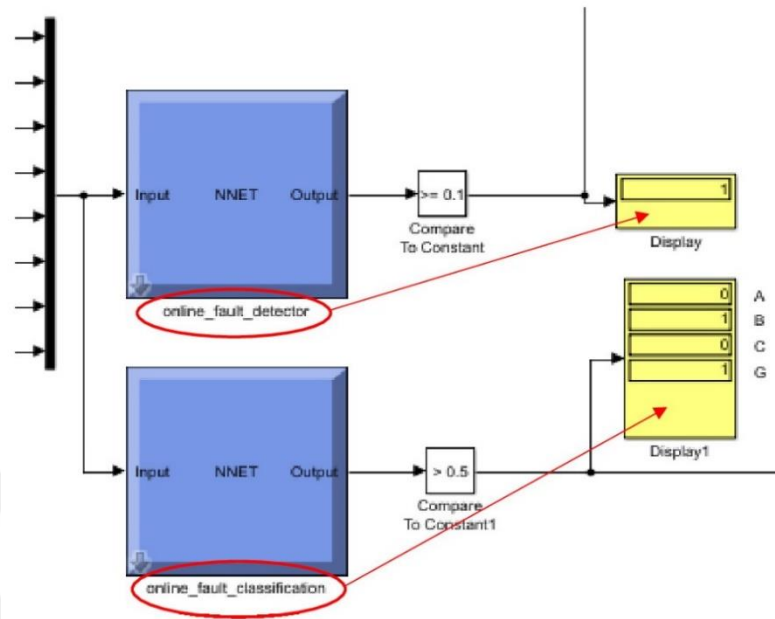 Input NNET Output
online_fault_detector
>= 0.1
Compare
To Constant
1
Display
Input NNET Output
online_fault_classification
> 0.5
Compare
To Constant1
0 A
1 B
0 C
1 G
Display1